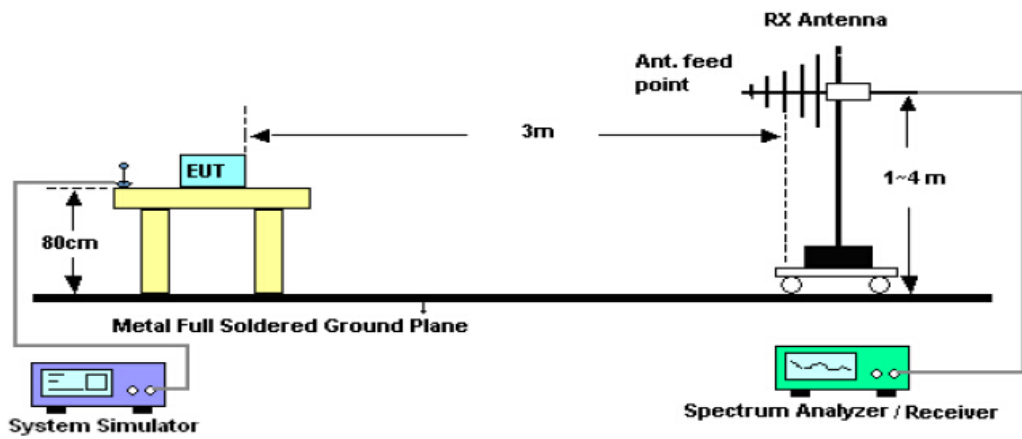 RX Antenna
Ant. feed
point
3m
EUT
1~4 m
80cm
Metal Full Soldered Ground Plane
System Simulator
Spectrum Analyzer / Receiver